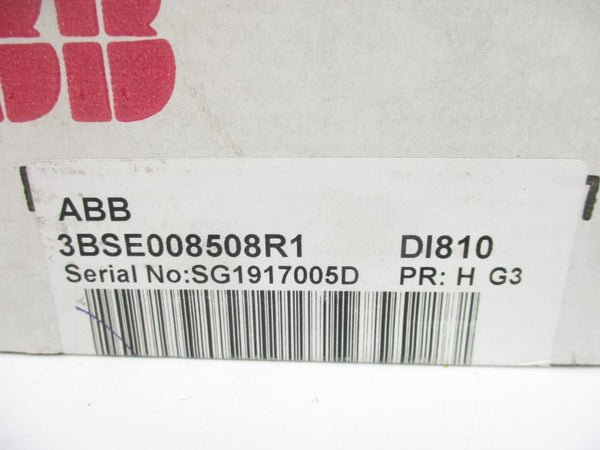 ABB
3BSE008508R1 DI810
Serial No:SG1917005D PR: H G3